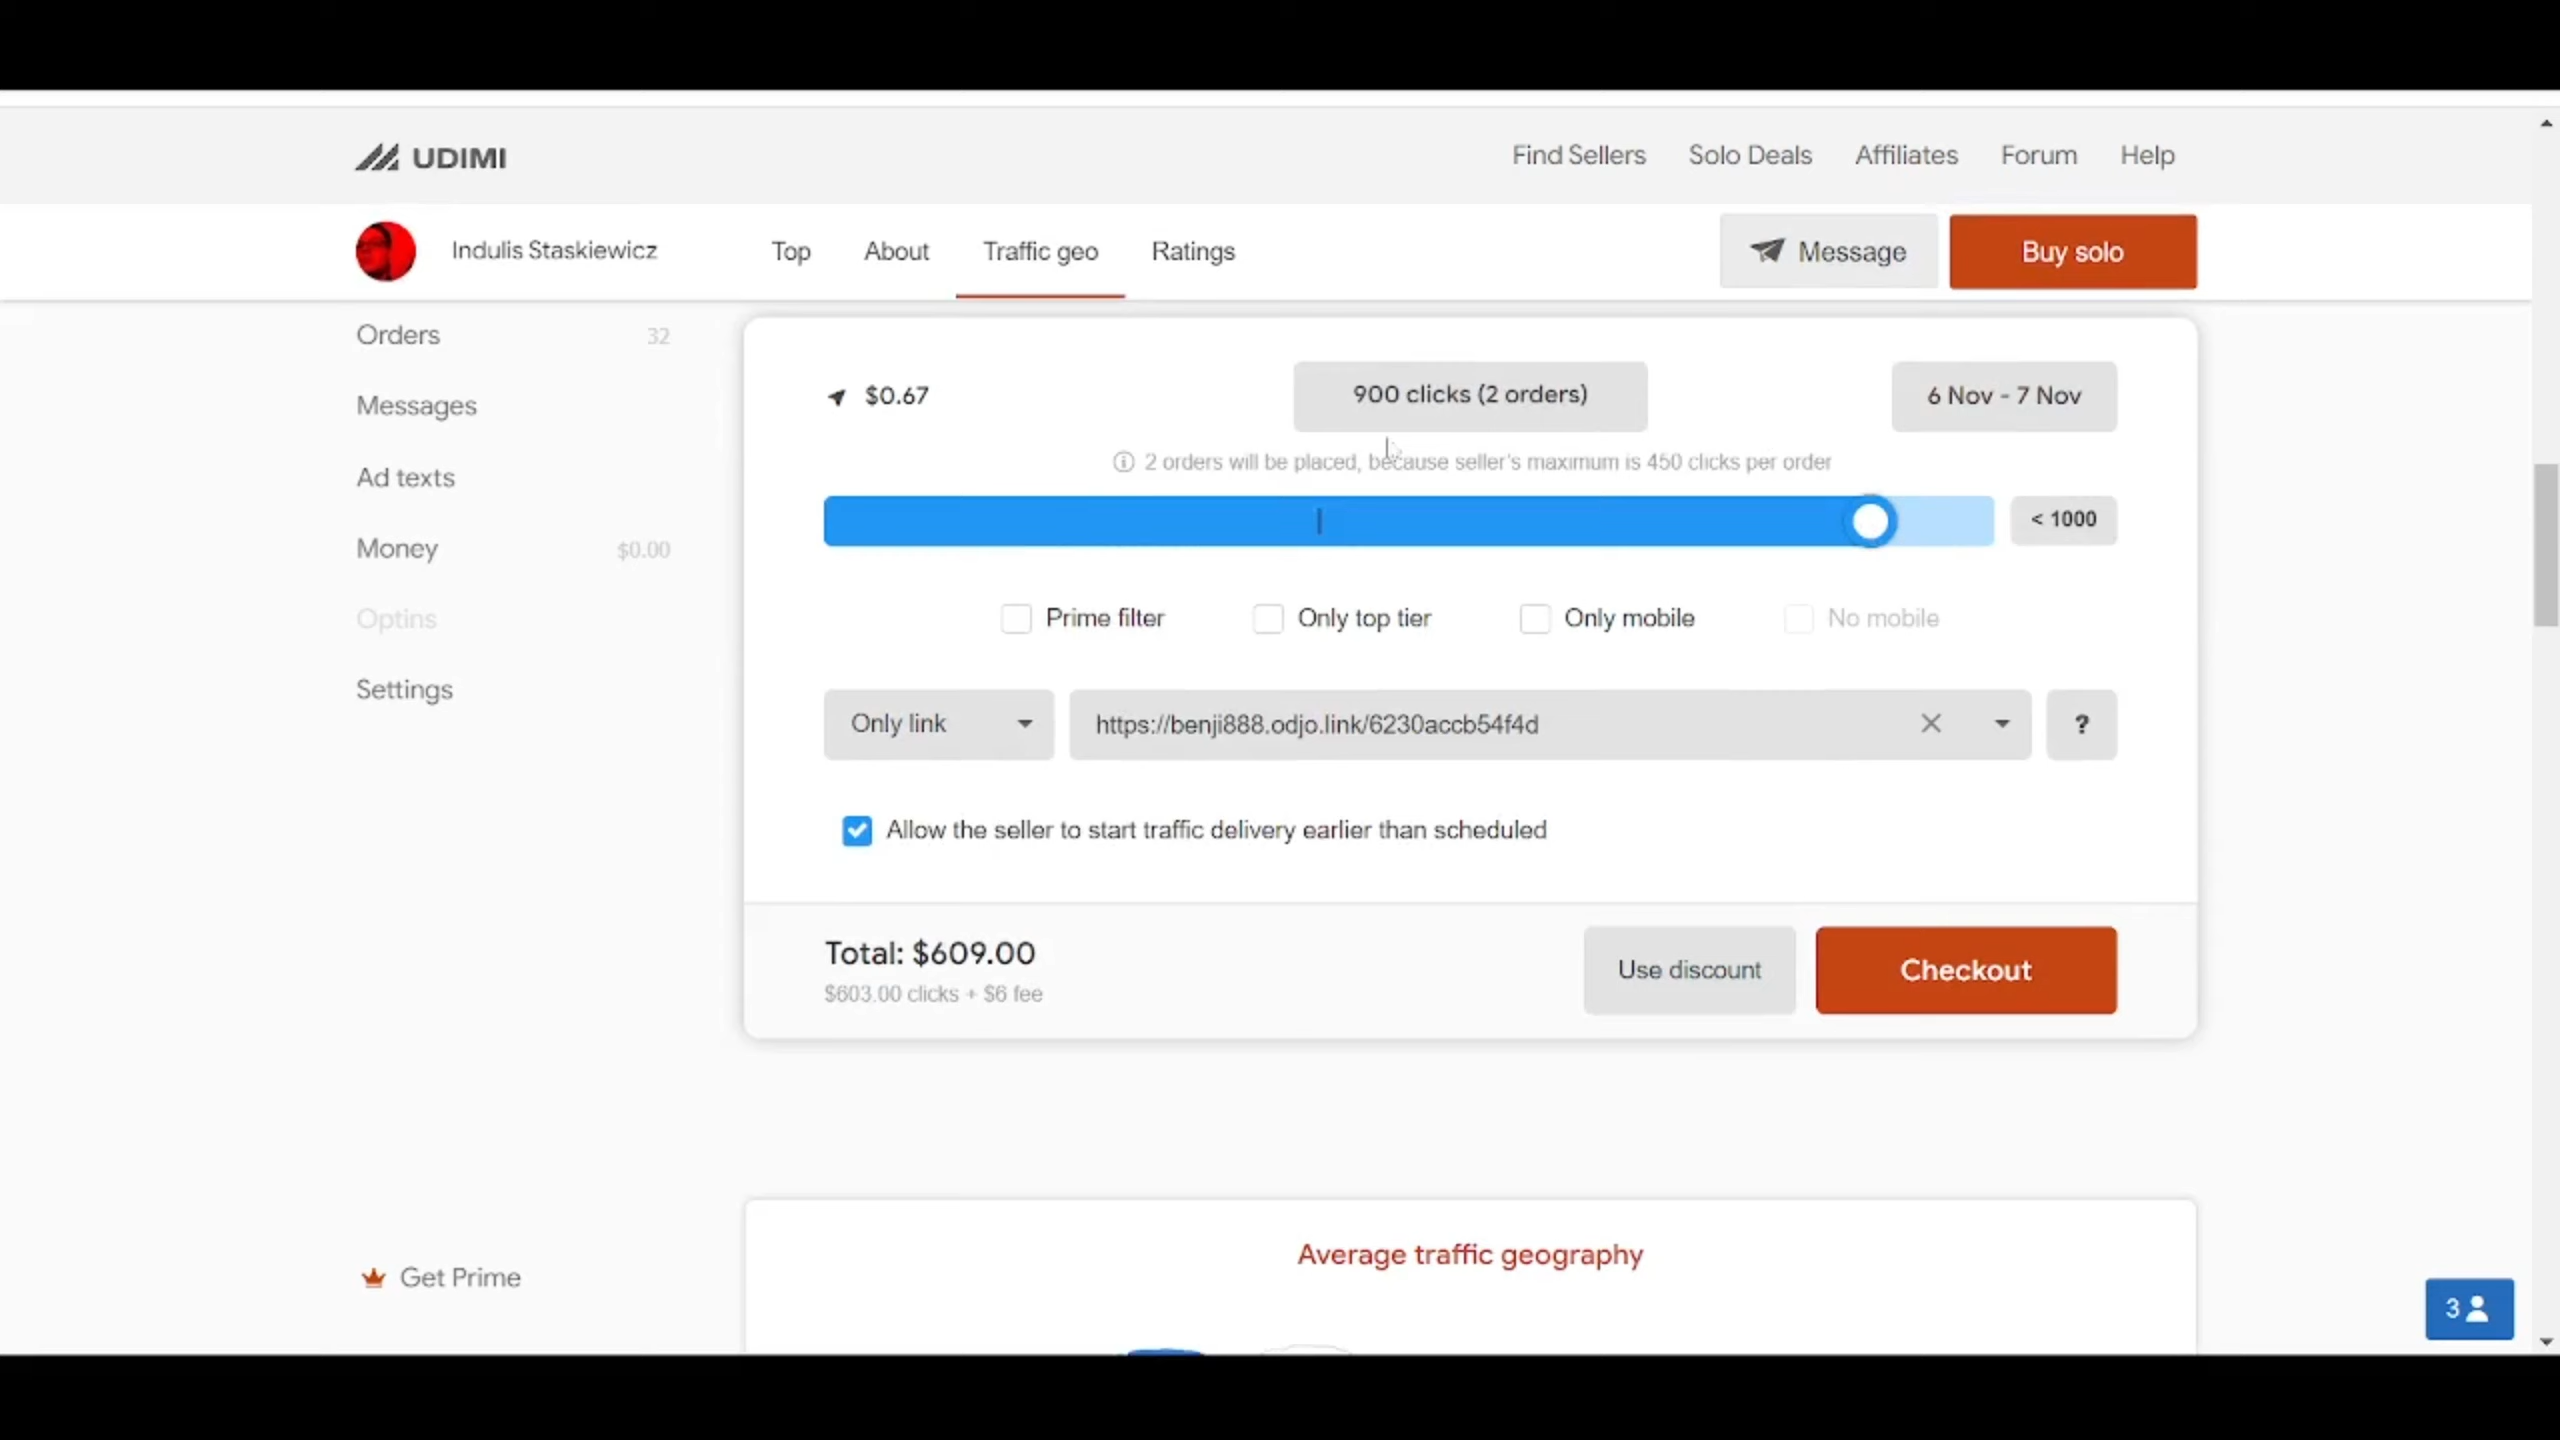 UDIMI
Find Sellers Solo Deals Affiliates Forum Help
Indulis Staskiewicz Top About Traffic geo Ratings Message Buy solo
Orders 32
Messages
Ad texts
Money $0.00
Optins
Settings
Get Prime
$0.67 900 clicks (2 orders) 6 Nov - 7 Nov
2 orders will be placed, because seller's maximum is 450 clicks per order
< 1000
Prime filter Only top tier Only mobile No mobile
Only link https://benji888.odjo.link/6230accb54f4d ?
Allow the seller to start traffic delivery earlier than scheduled
Total: $609.00
$603.00 clicks + $6 fee
Use discount Checkout
Average traffic geography
3